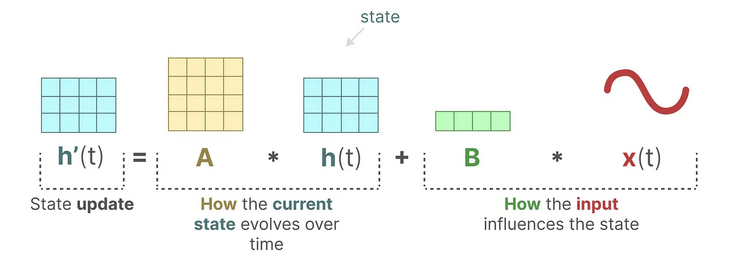 state
h’(t) = A * h(t) + B * x(t)
State update
How the current
state evolves over
time
How the input
influences the state